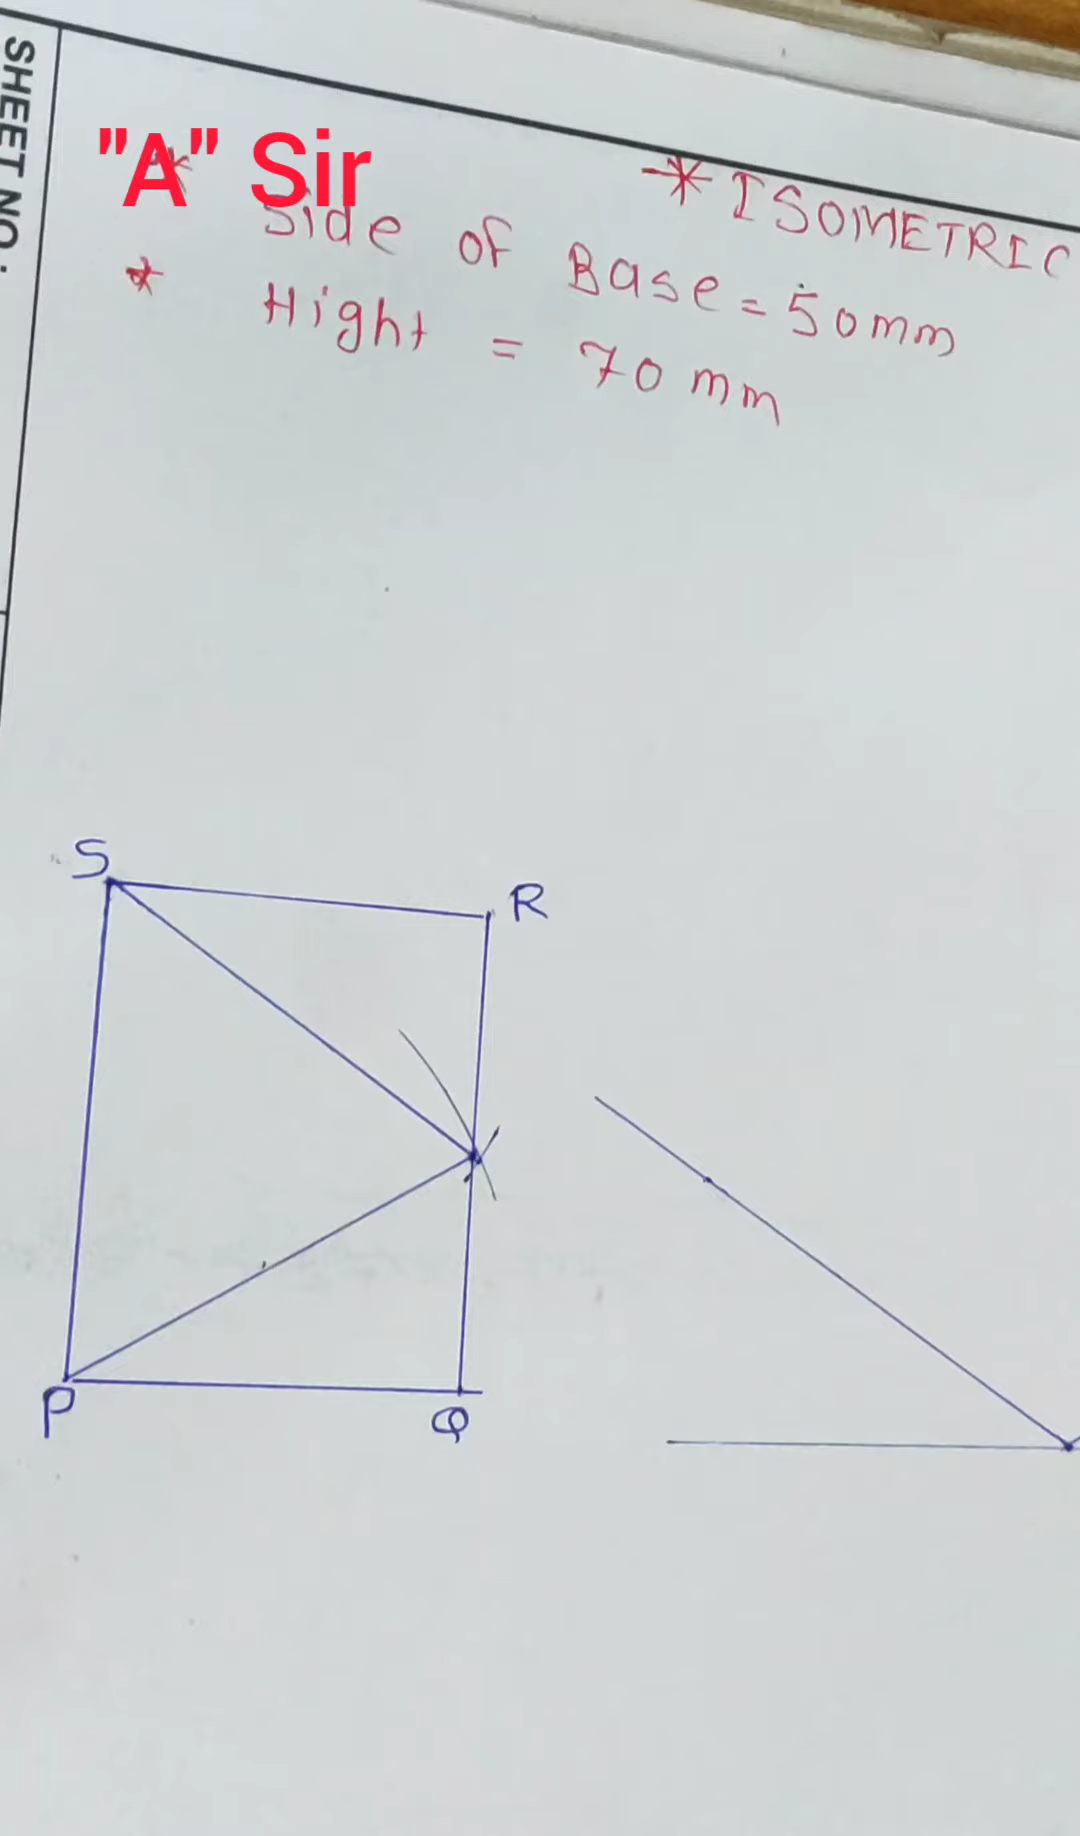 SHEET NO.:
"A" Sir
* ISOMETRIC
* Side of Base = 50mm
* Hight = 70 mm
S
R
P
Q